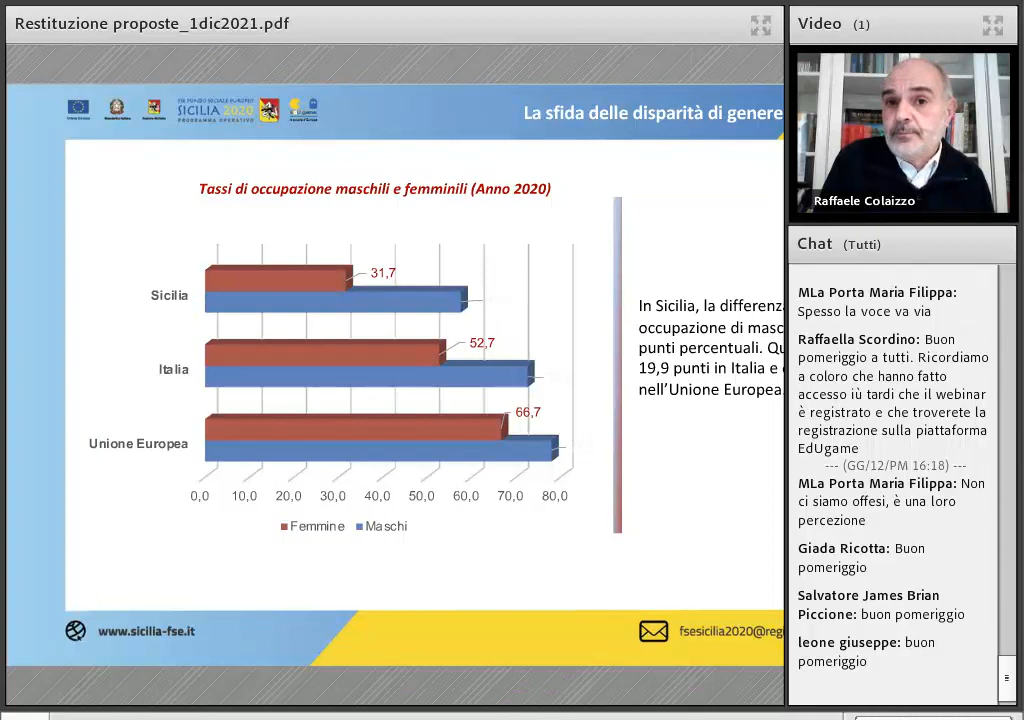 Restituzione proposte_1dic2021.pdf
SICILIA 2020
PROGRAMMA OPERATIVO
La sfida delle disparità di genere
Tassi di occupazione maschili e femminili (Anno 2020)
Sicilia
31,7
Italia
52,7
Unione Europea
66,7
0,0 10,0 20,0 30,0 40,0 50,0 60,0 70,0 80,0
Femmine Maschi
In Sicilia, la differenza
occupazione di masc
punti percentuali. Qu
19,9 punti in Italia e
nell'Unione Europea
www.sicilia-fse.it
fsesicilia2020@reg
Video (1)
Raffaele Colaizzo
Chat (Tutti)
MLa Porta Maria Filippa:
Spesso la voce va via
Raffaella Scordino: Buon
pomeriggio a tutti. Ricordiamo
a coloro che hanno fatto
accesso iù tardi che il webinar
è registrato e che troverete la
registrazione sulla piattaforma
EdUgame
--- (GG/12/PM 16:18) ---
MLa Porta Maria Filippa: Non
ci siamo offesi, è una loro
percezione
Giada Ricotta: Buon
pomeriggio
Salvatore James Brian
Piccione: buon pomeriggio
leone giuseppe: buon
pomeriggio